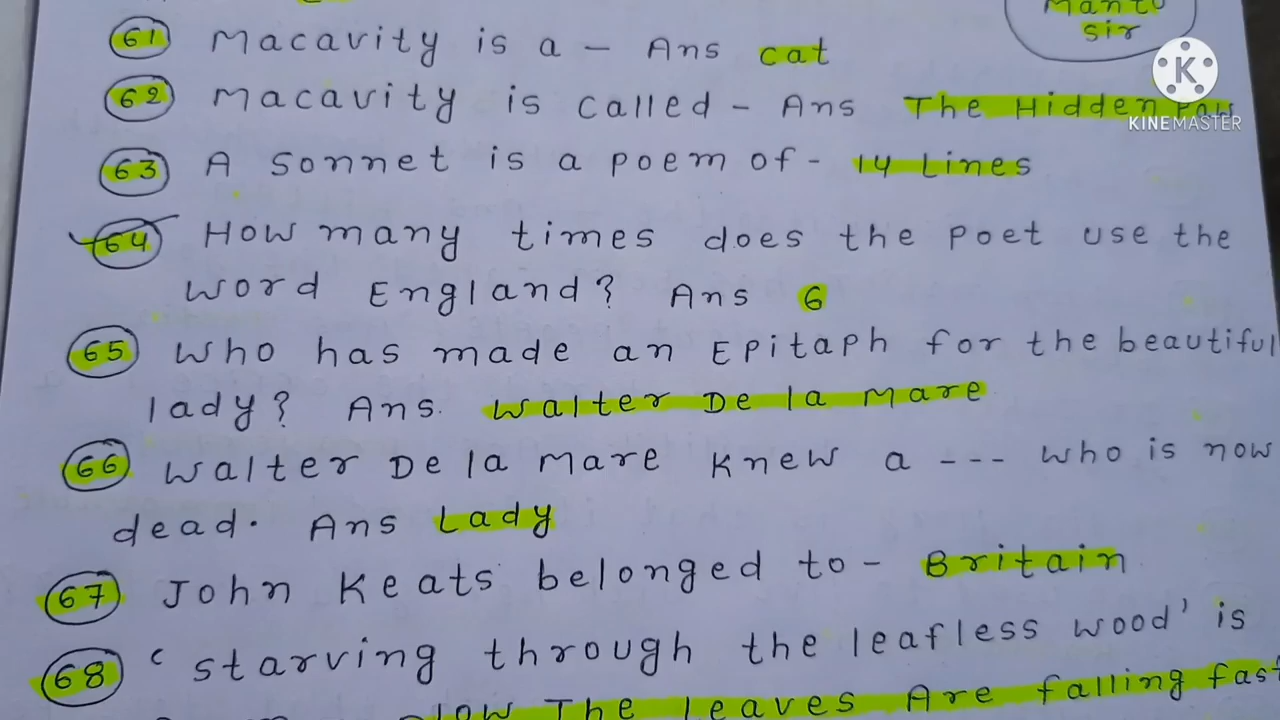 Mantu
sir
K
KINEMASTER
61 Macavity is a - Ans cat
62 Macavity is called - Ans The Hidden Paw
63 A Sonnet is a poem of - 14 Lines
64 How many times does the poet use the
word England? Ans 6
65 Who has made an Epitaph for the beautiful
lady? Ans. Walter De la Mare
66 Walter De la Mare knew a --- who is now
dead. Ans Lady
67 John Keats belonged to - Britain
68 ‘starving through the leafless wood’ is
Now The leaves Are falling fast